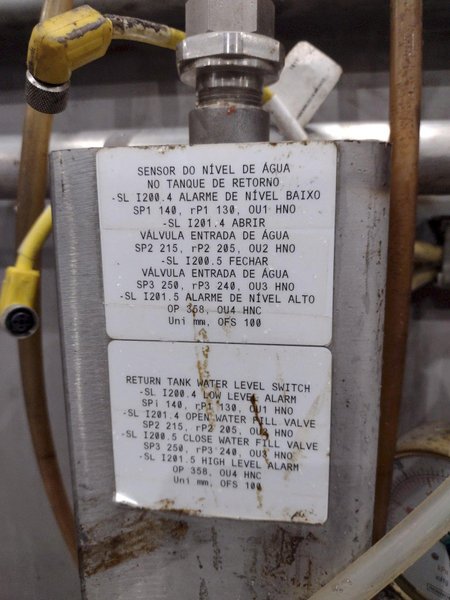 SENSOR DO NÍVEL DE ÁGUA
NO TANQUE DE RETORNO
-SL I200.4 ALARME DE NÍVEL BAIXO
SP1 140, rP1 130, OU1 HNO
-SL I201.4 ABRIR
VÁLVULA ENTRADA DE ÁGUA
SP2 215, rP2 205, OU2 HNO
-SL I200.5 FECHAR
VÁLVULA ENTRADA DE ÁGUA
SP3 250, rP3 240, OU3 HNO
-SL I201.5 ALARME DE NÍVEL ALTO
OP 358, OU4 HNC
Uni mm, OFS 100
RETURN TANK WATER LEVEL SWITCH
-SL I200.4 LOW LEVEL ALARM
SPi 140, rP1 130, OU1 HNO
-SL I201.4 OPEN WATER FILL VALVE
SP2 215, rP2 205, OU2 HNO
-SL I200.5 CLOSE WATER FILL VALVE
SP3 250, rP3 240, OU3 HNO
-SL I201.5 HIGH LEVEL ALARM
OP 358, OU4 HNC
Uni mm, OFS 100